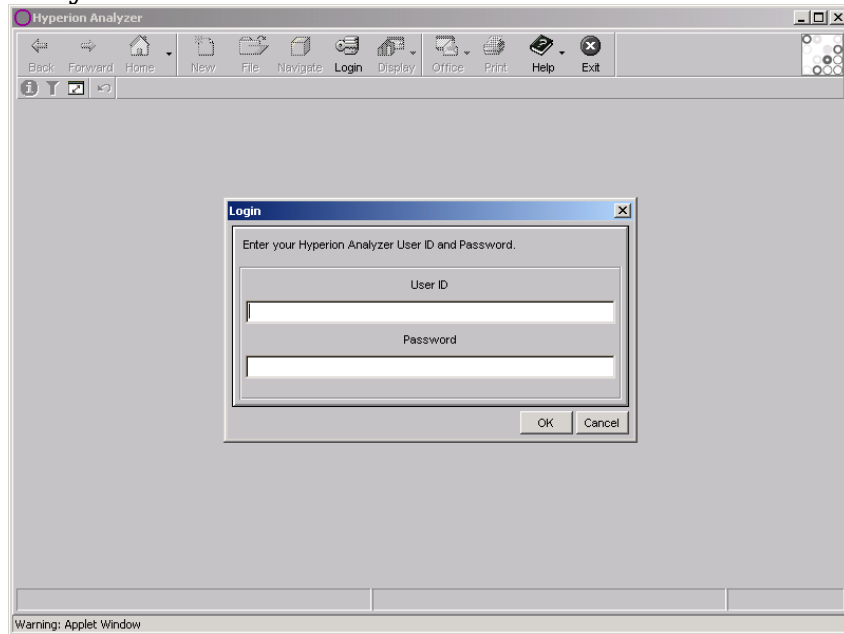 Hyperion Analyzer
Back Forward Home New File Navigate Login Display Office Print Help Exit
Login
Enter your Hyperion Analyzer User ID and Password.
User ID
Password
OK Cancel
Warning: Applet Window